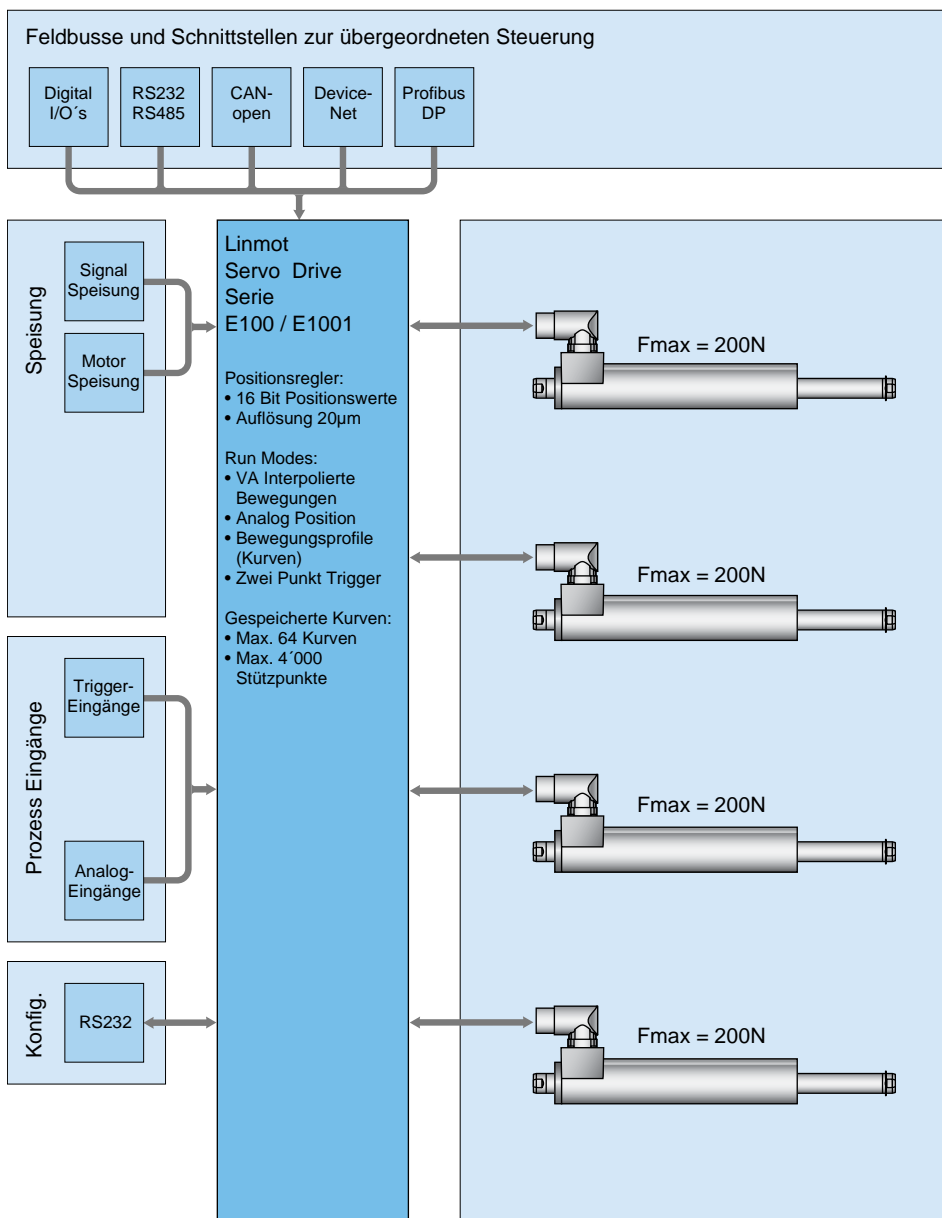 Feldbusse und Schnittstellen zur übergeordneten Steuerung
Digital
I/O´s
RS232
RS485
CAN-
open
Device-
Net
Profibus
DP
Speisung
Signal
Speisung
Motor
Speisung
Linmot
Servo Drive
Serie
E100 / E1001
Positionsregler:
• 16 Bit Positionswerte
• Auflösung 20µm
Run Modes:
• VA Interpolierte
Bewegungen
• Analog Position
• Bewegungsprofile
(Kurven)
• Zwei Punkt Trigger
Gespeicherte Kurven:
• Max. 64 Kurven
• Max. 4´000
Stützpunkte
Fmax = 200N
Fmax = 200N
Fmax = 200N
Fmax = 200N
Prozess Eingänge
Trigger-
Eingänge
Analog-
Eingänge
Konfig.
RS232